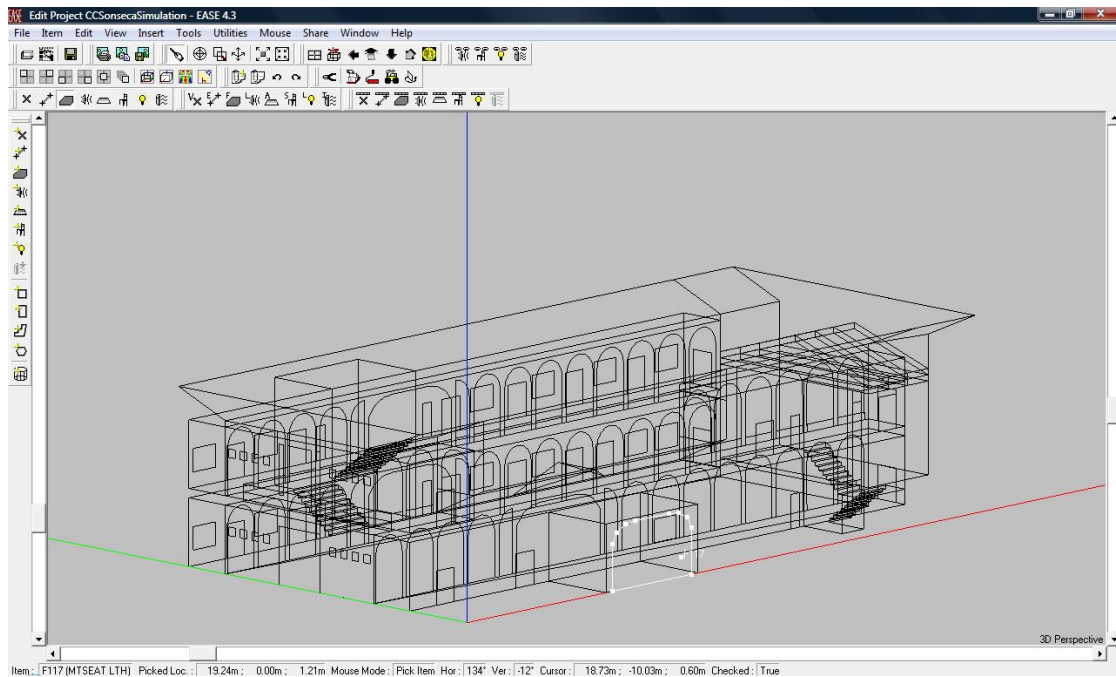 EASE Edit Project CCSonsecaSimulation - EASE 4.3
File Item Edit View Insert Tools Utilities Mouse Share Window Help
3D Perspective
Item : F117 (MTSEAT LTH) Picked Loc. : 19.24m ; 0.00m ; 1.21m Mouse Mode : Pick Item Hor : 134° Ver : -12° Cursor : 18.73m ; -10.03m ; 0.60m Checked : True